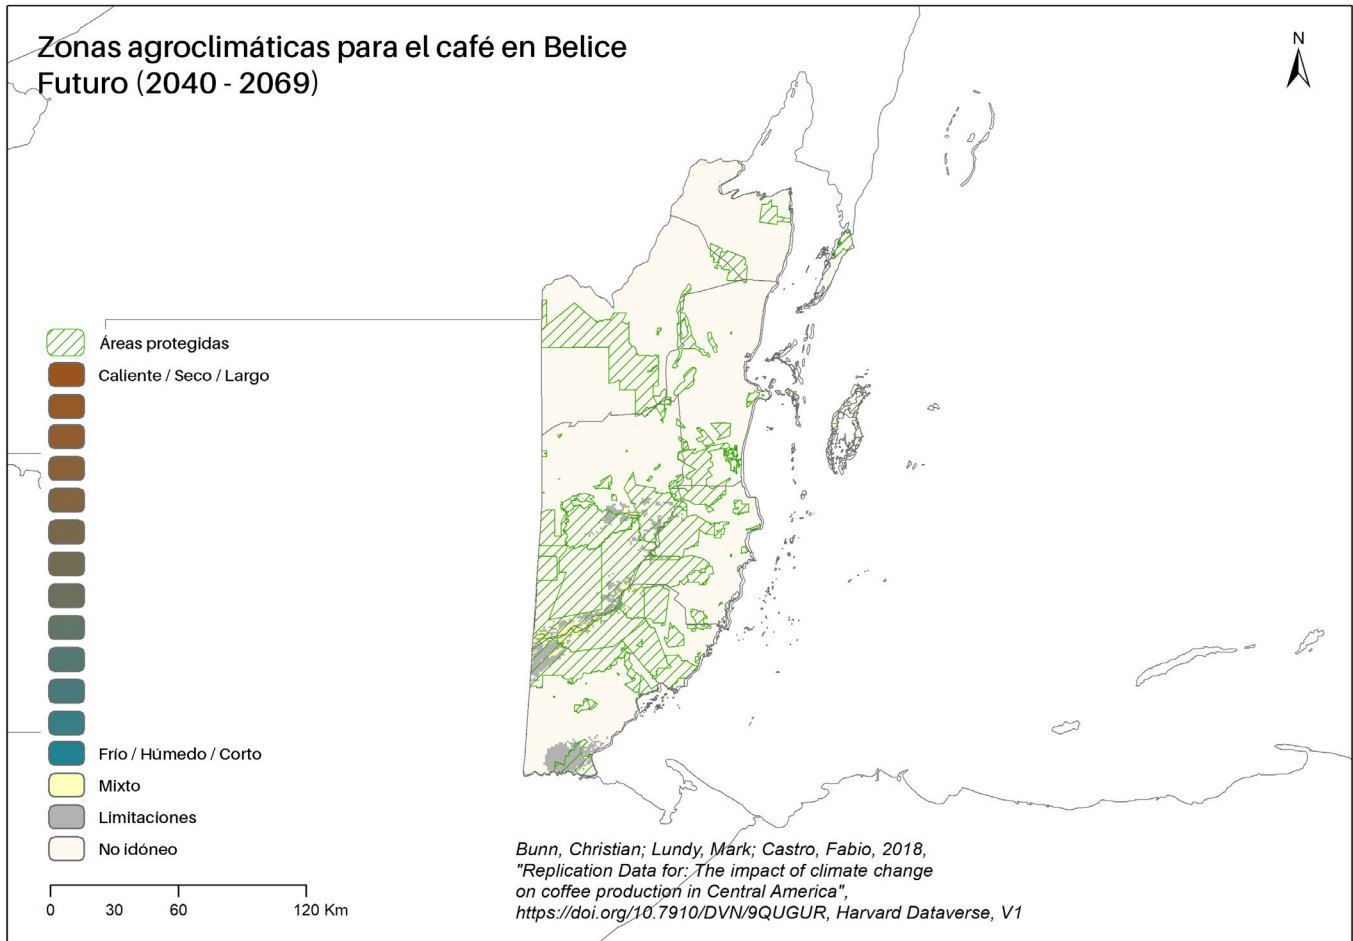 Zonas agroclimáticas para el café en Belice
Futuro (2040 - 2069)
N
Áreas protegidas
Caliente / Seco / Largo
Frío / Húmedo / Corto
Mixto
Limitaciones
No idóneo
0 30 60 120 Km
Bunn, Christian; Lundy, Mark; Castro, Fabio, 2018,
"Replication Data for: The impact of climate change
on coffee production in Central America",
https://doi.org/10.7910/DVN/9QUGUR, Harvard Dataverse, V1